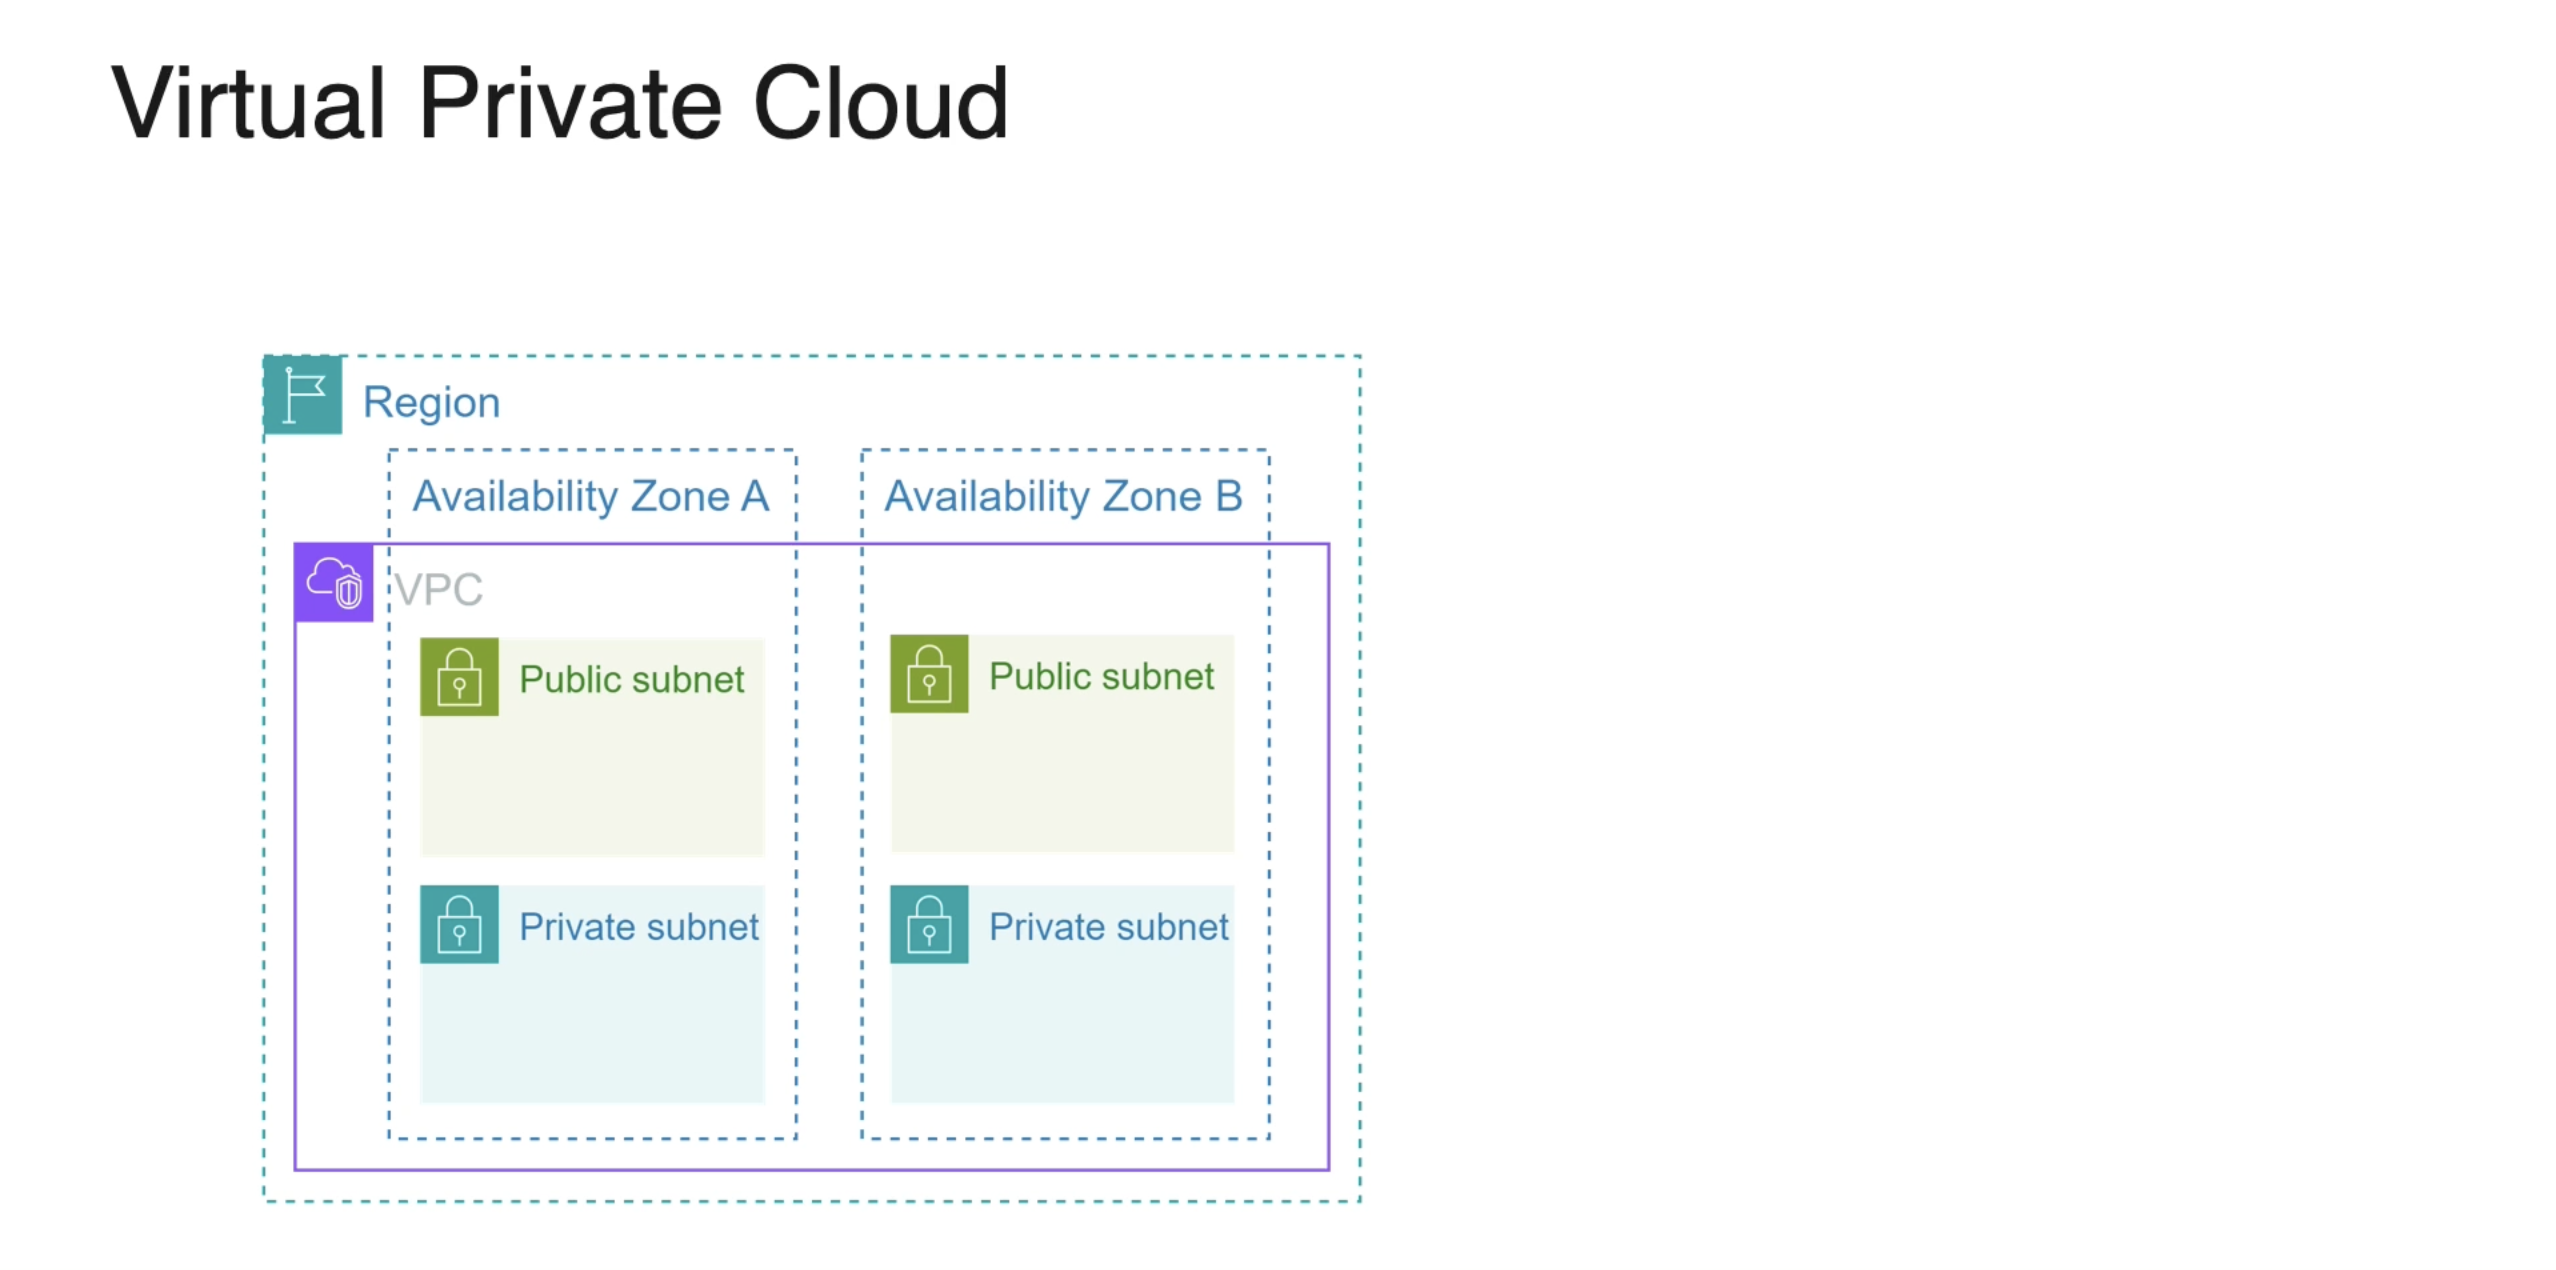 Virtual Private Cloud
Region
Availability Zone A
Availability Zone B
VPC
Public subnet
Public subnet
Private subnet
Private subnet